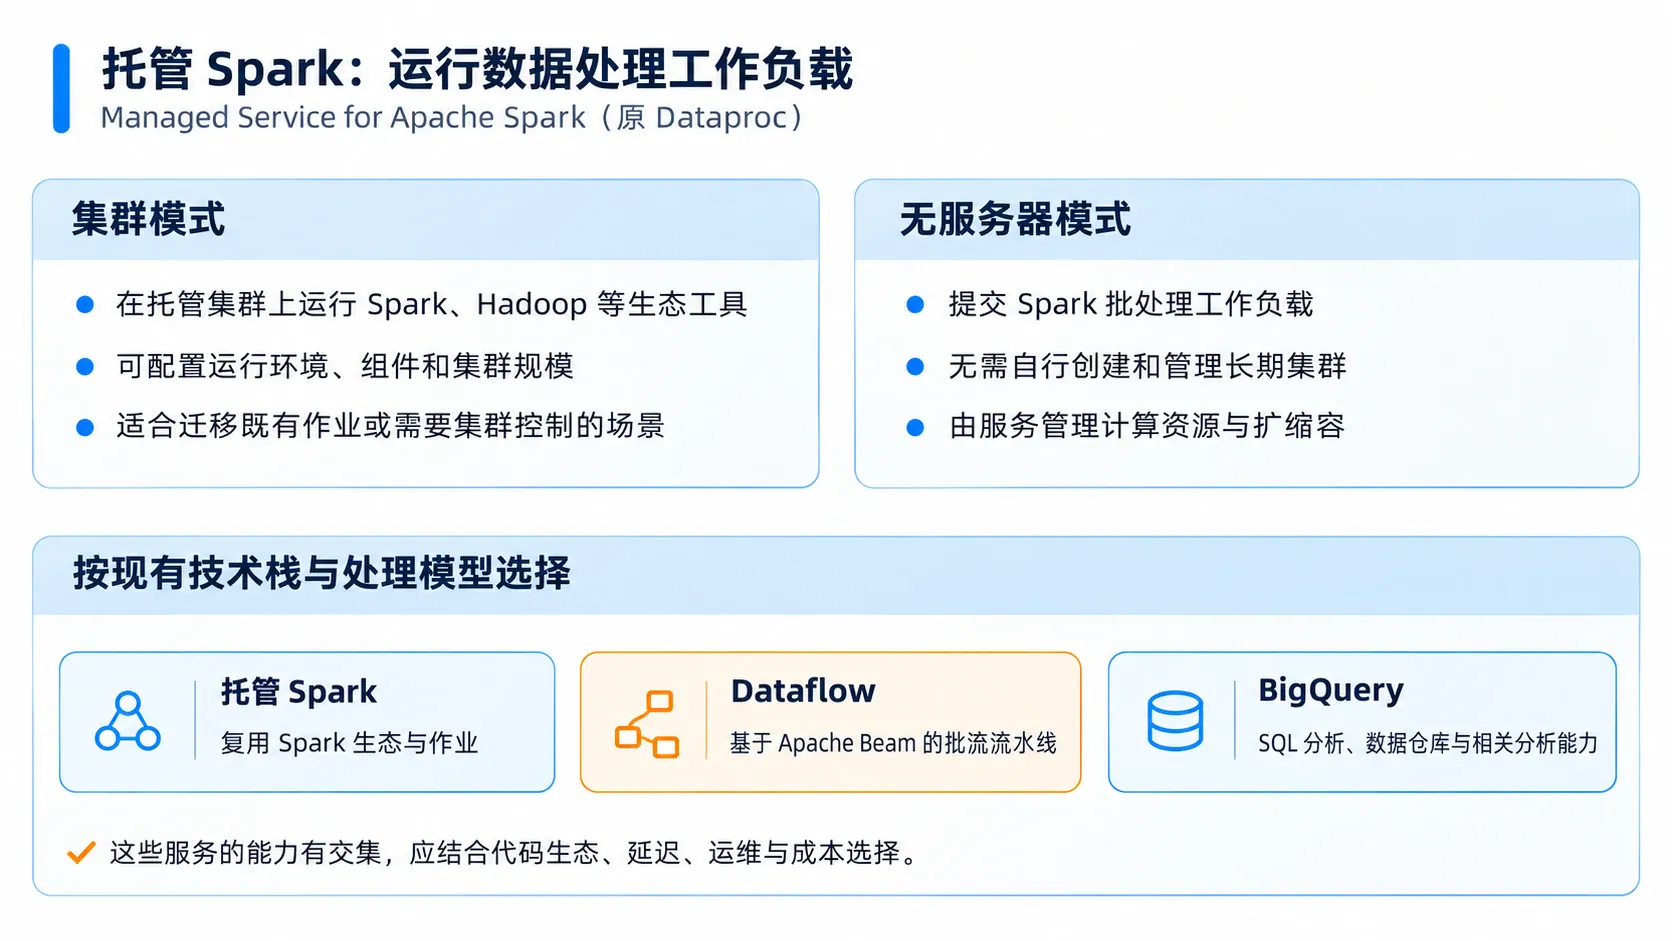 托管 Spark：运行数据处理工作负载
Managed Service for Apache Spark（原 Dataproc）
集群模式
在托管集群上运行 Spark、Hadoop 等生态工具
可配置运行环境、组件和集群规模
适合迁移既有作业或需要集群控制的场景
无服务器模式
提交 Spark 批处理工作负载
无需自行创建和管理长期集群
由服务管理计算资源与扩缩容
按现有技术栈与处理模型选择
托管 Spark
复用 Spark 生态与作业
Dataflow
基于 Apache Beam 的批流流水线
BigQuery
SQL 分析、数据仓库与相关分析能力
这些服务的能力有交集，应结合代码生态、延迟、运维与成本选择。